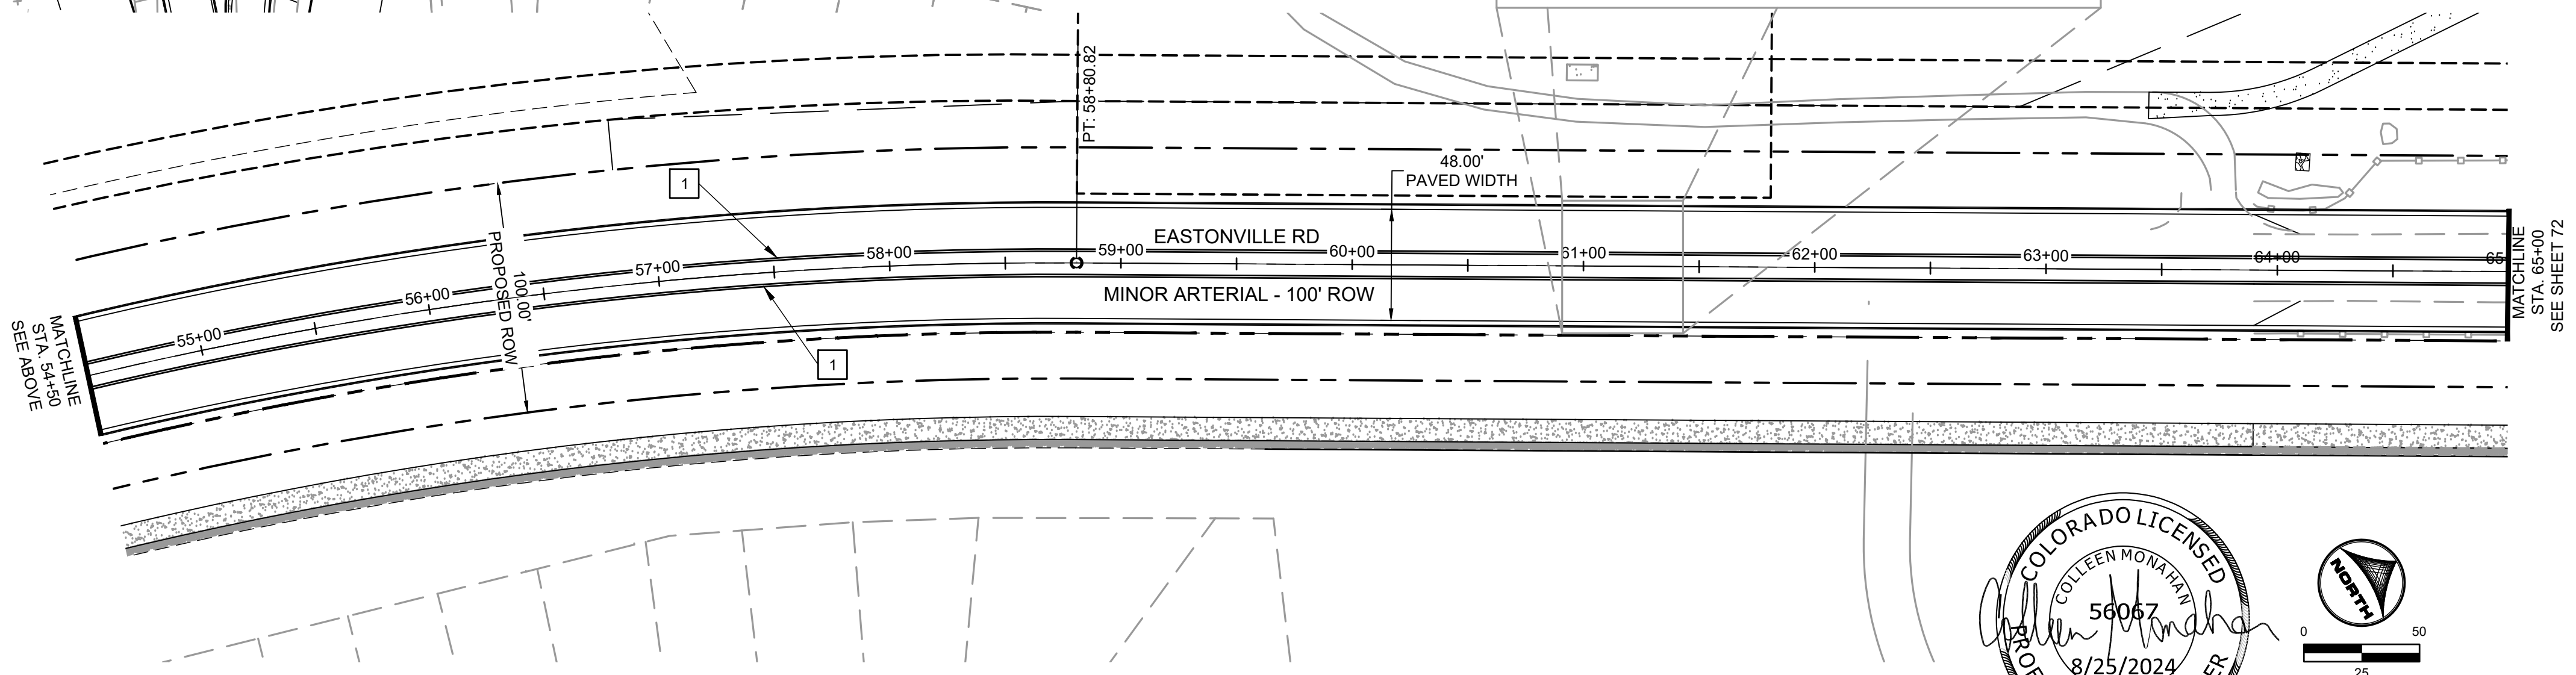 PT: 58+80.82
48.00'
PAVED WIDTH
1
EASTONVILLE RD
55+00
56+00
57+00
58+00
59+00
60+00
61+00
62+00
63+00
64+00
65
100.00'
PROPOSED ROW
MINOR ARTERIAL - 100' ROW
1
MATCHLINE
STA. 54+50
SEE ABOVE
MATCHLINE
STA. 65+00
SEE SHEET 72
COLORADO LICENSED
COLLEEN MONAHAN
56067
Colleen Monahan
8/25/2024
NORTH
0
50
25